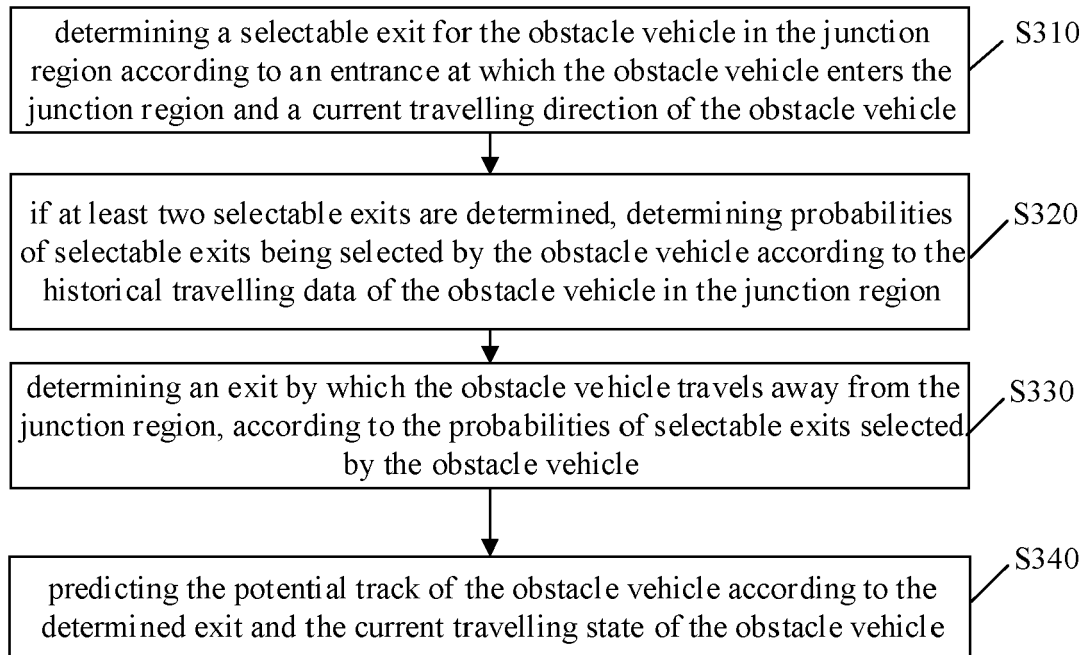 determining a selectable exit for the obstacle vehicle in the junction
region according to an entrance at which the obstacle vehicle enters the
junction region and a current travelling direction of the obstacle vehicle
S310
if at least two selectable exits are determined, determining probabilities
of selectable exits being selected by the obstacle vehicle according to the
historical travelling data of the obstacle vehicle in the junction region
S320
determining an exit by which the obstacle vehicle travels away from the
junction region, according to the probabilities of selectable exits selected
by the obstacle vehicle
S330
predicting the potential track of the obstacle vehicle according to the
determined exit and the current travelling state of the obstacle vehicle
S340